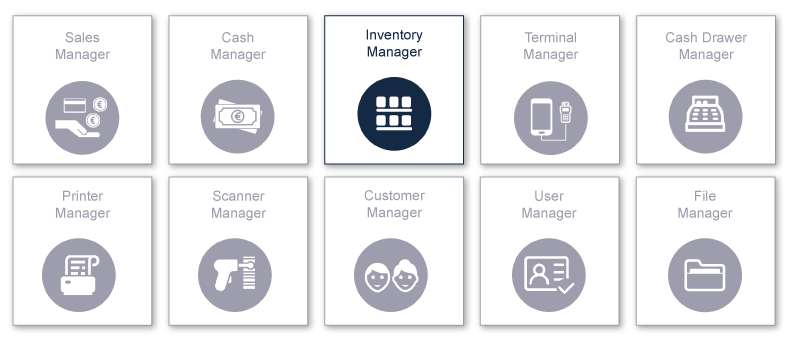 Sales
Manager
Cash
Manager
Inventory
Manager
Terminal
Manager
Cash Drawer
Manager
Printer
Manager
Scanner
Manager
Customer
Manager
User
Manager
File
Manager